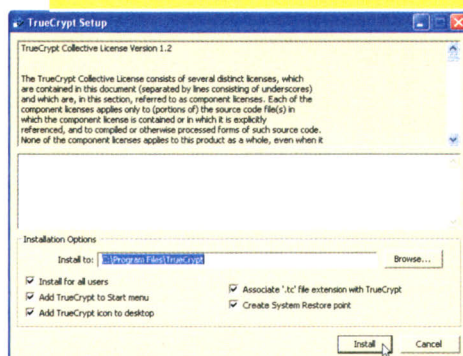 TrueCrypt Setup
TrueCrypt Collective License Version 1.2
The TrueCrypt Collective License consists of several distinct licenses, which
are contained in this document (separated by lines consisting of underscores)
and which are, in this section, referred to as component licenses. Each of the
component licenses applies only to (portions of) the source code file(s) in
which the component license is contained or in which it is explicitly
referenced, and to compiled or otherwise processed forms of such source code.
None of the component licenses applies to this product as a whole, even when it
Installation Options
Install to: C:\Program Files\TrueCrypt Browse...
Install for all users
Add TrueCrypt to Start menu
Add TrueCrypt icon to desktop
Associate '.tc' file extension with TrueCrypt
Create System Restore point
Install Cancel